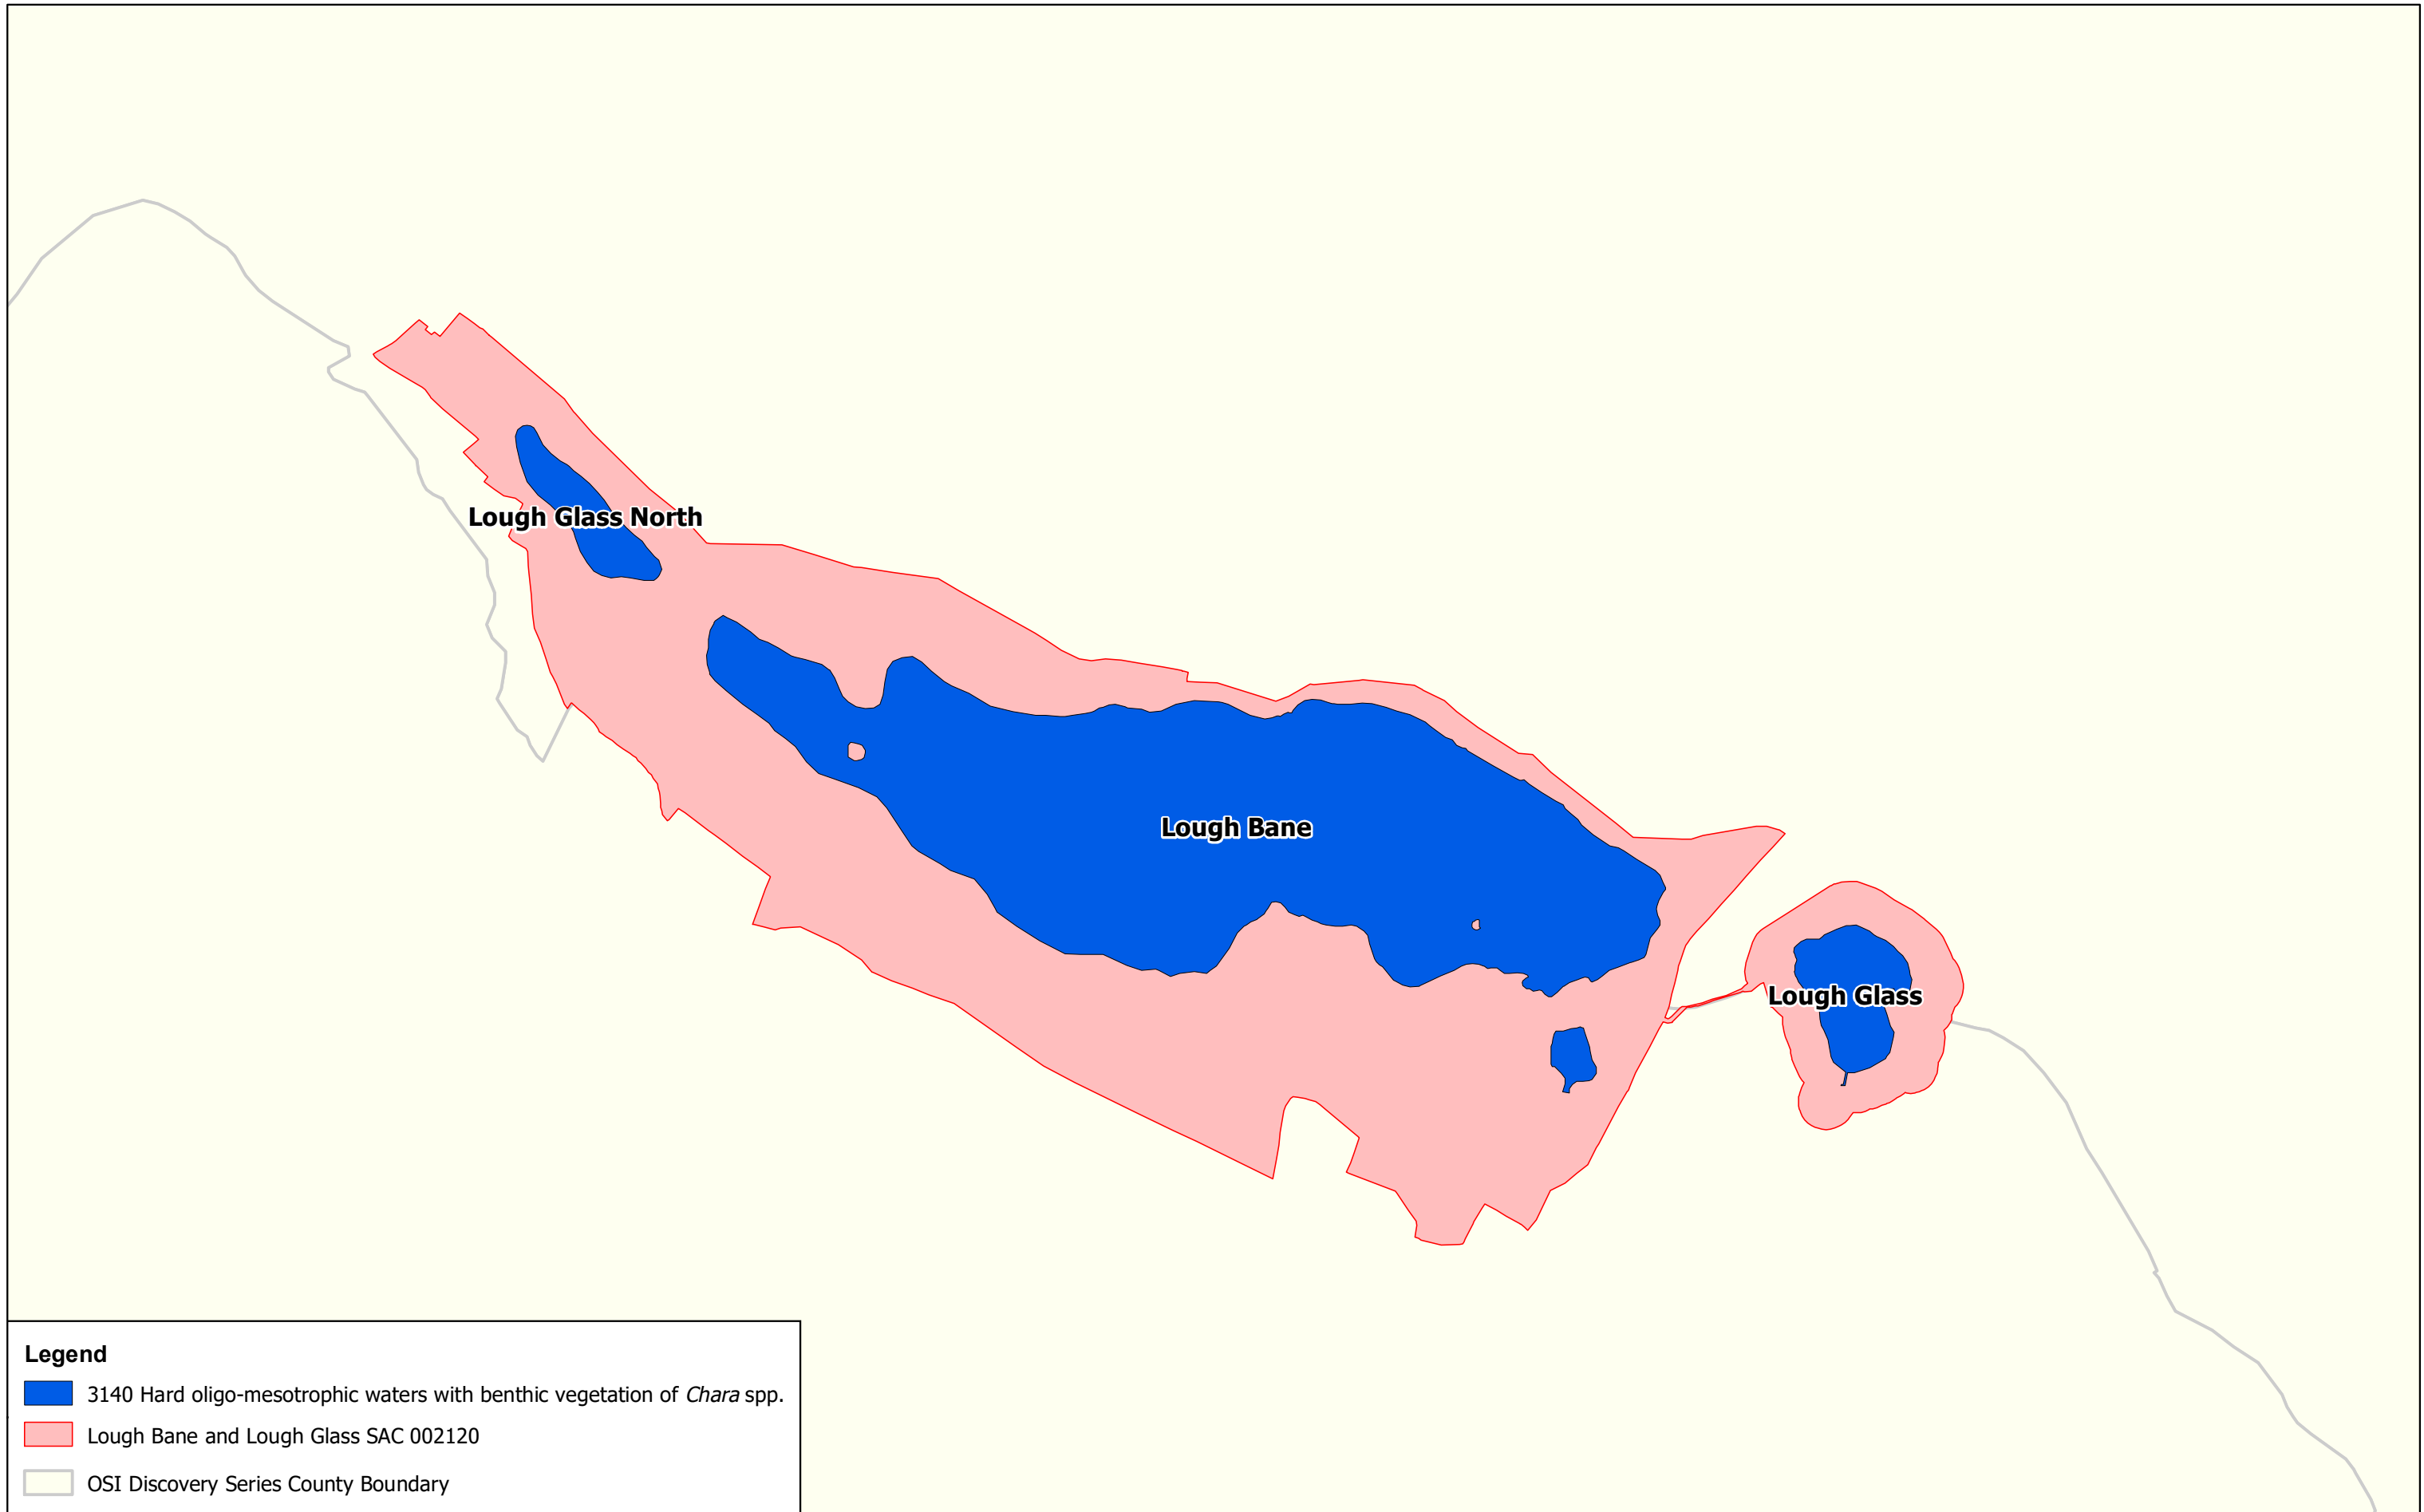 Lough Glass North
Lough Bane
Lough Glass
Legend
3140 Hard oligo-mesotrophic waters with benthic vegetation of Chara spp.
Lough Bane and Lough Glass SAC 002120
OSI Discovery Series County Boundary